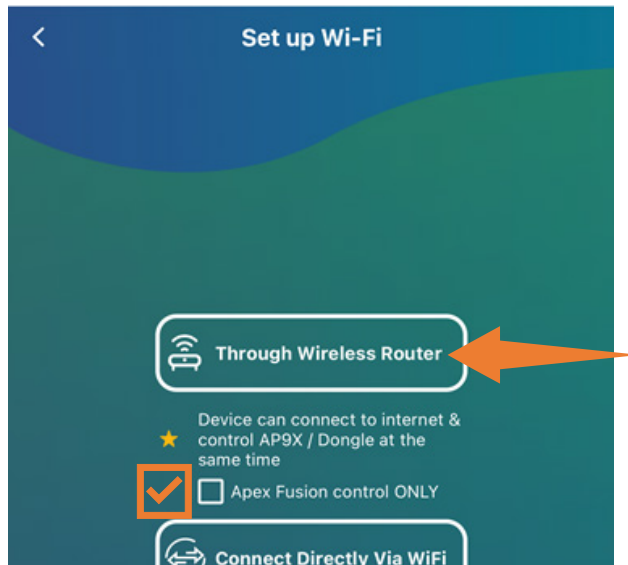 Set up Wi-Fi
Through Wireless Router
Device can connect to internet &
control AP9X / Dongle at the
same time
Apex Fusion control ONLY
Connect Directly Via WiFi